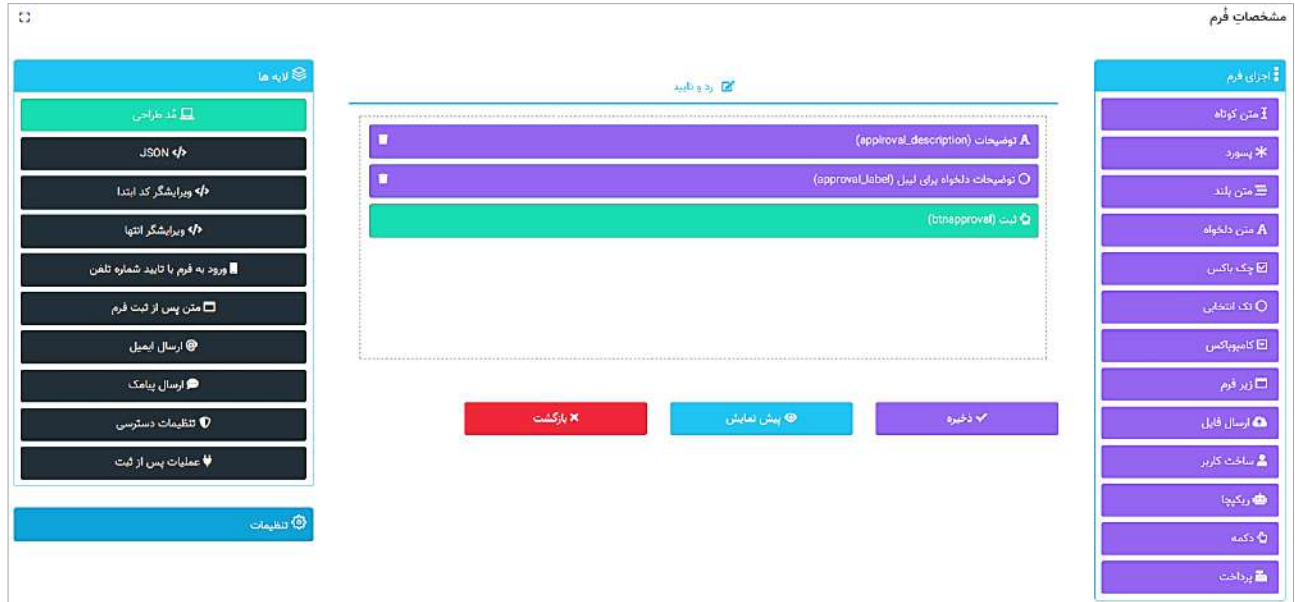 مشخصاتِ فُرم
اجزای فرم
متن کوتاه
پسورد
متن بلند
متن دلخواه
چک باکس
تک انتخابی
کامبوباکس
زیر فرم
ارسال فایل
ساخت کاربر
ریکپچا
دکمه
پرداخت
رد و تایید
توضیحات (appiroval_description)
توضیحات دلخواه برای لیبل (approval_label)
ثبت (btnapproval)
ذخیره
پیش نمایش
بازگشت
لایه ها
مُد طراحی
JSON
ویرایشگر کد ابتدا
ویرایشگر انتها
ورود به فرم با تایید شماره تلفن
متن پس از ثبت فرم
ارسال ایمیل
ارسال پیامک
تنظیمات دسترسی
عملیات پس از ثبت
تنظیمات